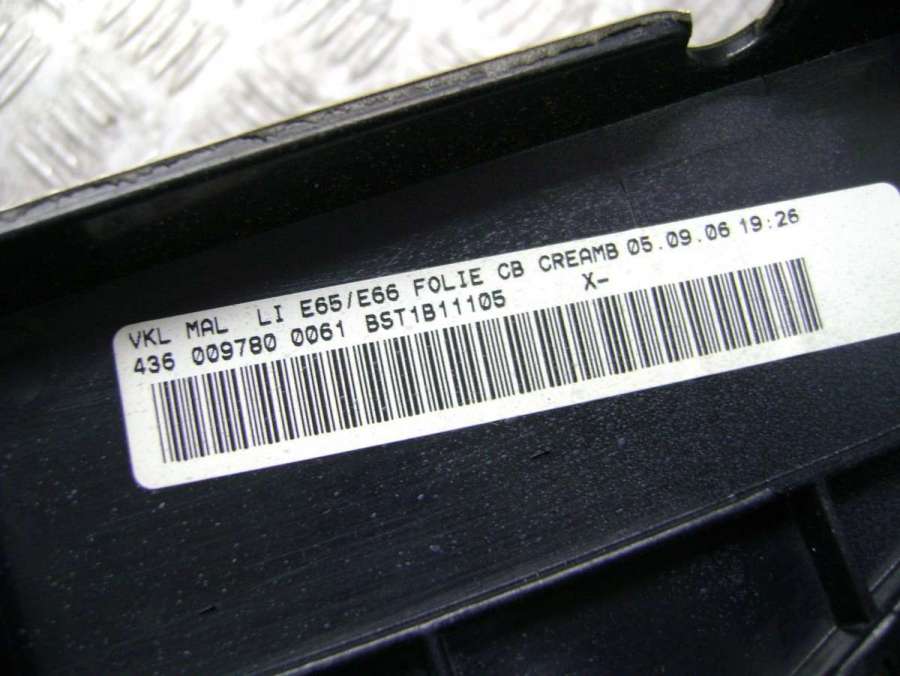 VKL MAL LI E65/E66 FOLIE CB CREAMB 05.09.06 19:26
436 009780 0061 BST1B11105 X-